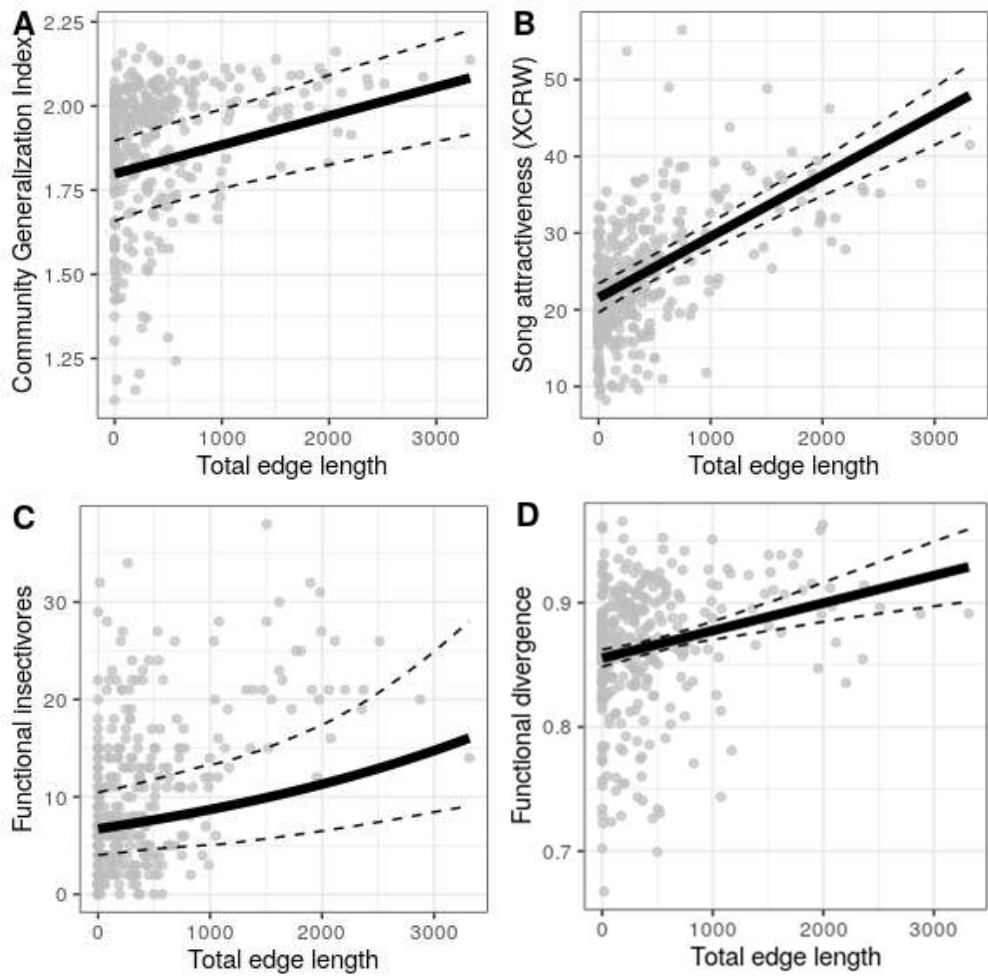 A
Community Generalization Index
2.25
2.00
1.75
1.50
1.25
0 1000 2000 3000
Total edge length
B
Song attractiveness (XCRW)
50
40
30
20
10
0 1000 2000 3000
Total edge length
C
Functional insectivores
30
20
10
0
0 1000 2000 3000
Total edge length
D
Functional divergence
0.9
0.8
0.7
0 1000 2000 3000
Total edge length